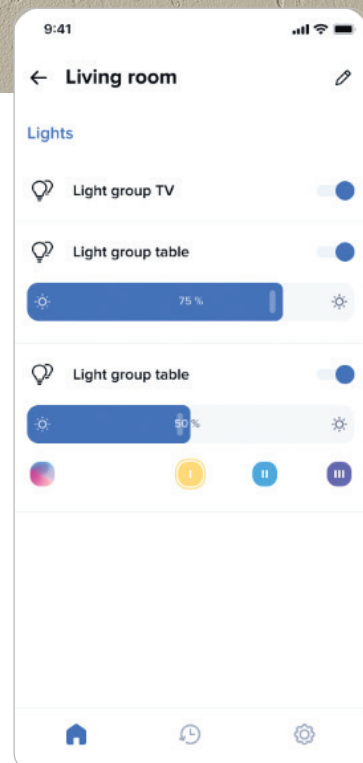 9:41
Living room
Lights
Light group TV
Light group table
75 %
Light group table
50 %
I
II
III